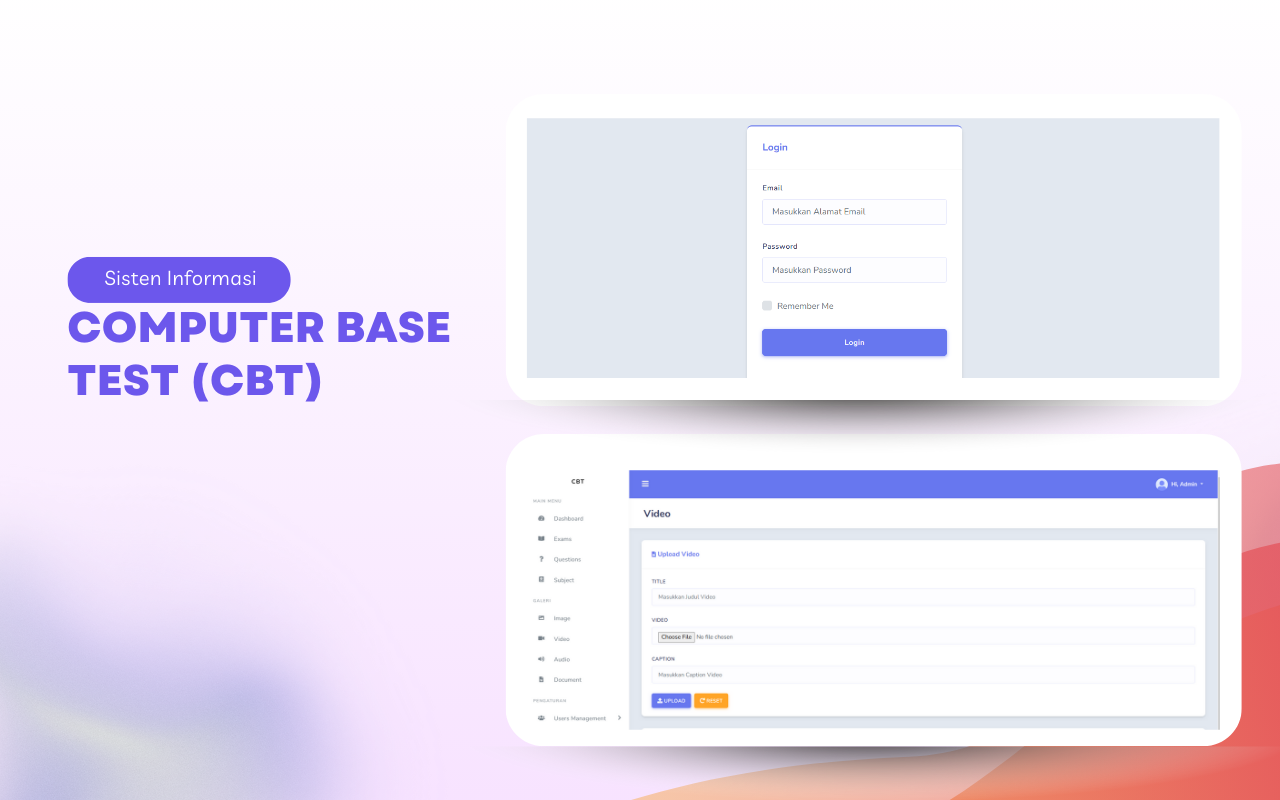 Sisten Informasi
COMPUTER BASE
TEST (CBT)
Login
Email
Masukkan Alamat Email
Password
Masukkan Password
Remember Me
Login
CBT
MAIN MENU
Dashboard
Exams
Questions
Subject
GALERI
Image
Video
Audio
Document
PENGATURAN
Users Management
Hi, Admin
Video
Upload Video
TITLE
Masukkan Judul Video
VIDEO
Choose File No file chosen
CAPTION
Masukkan Caption Video
UPLOAD RESET